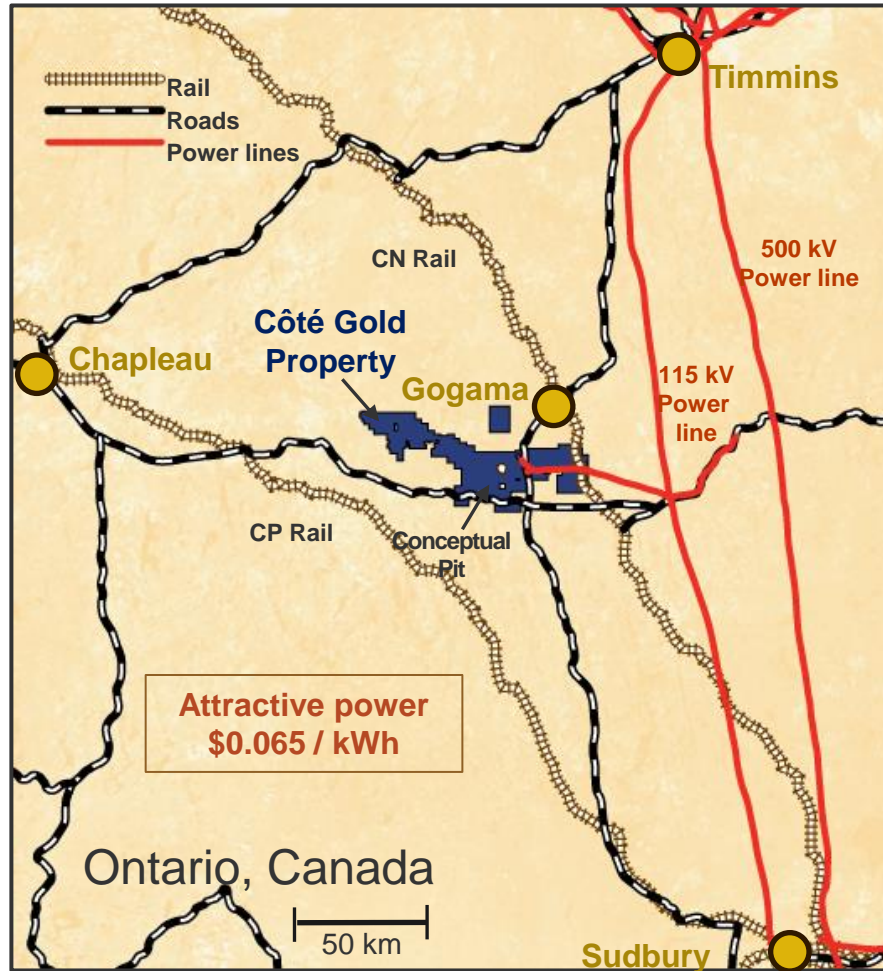 Timmins
Rail
Roads
Power lines
500 kV
Power line
CN Rail
Côté Gold
Property
Chapleau
Gogama
115 kV
Power
line
CP Rail
Conceptual
Pit
Attractive power
$0.065 / kWh
Ontario, Canada
50 km
Sudbury